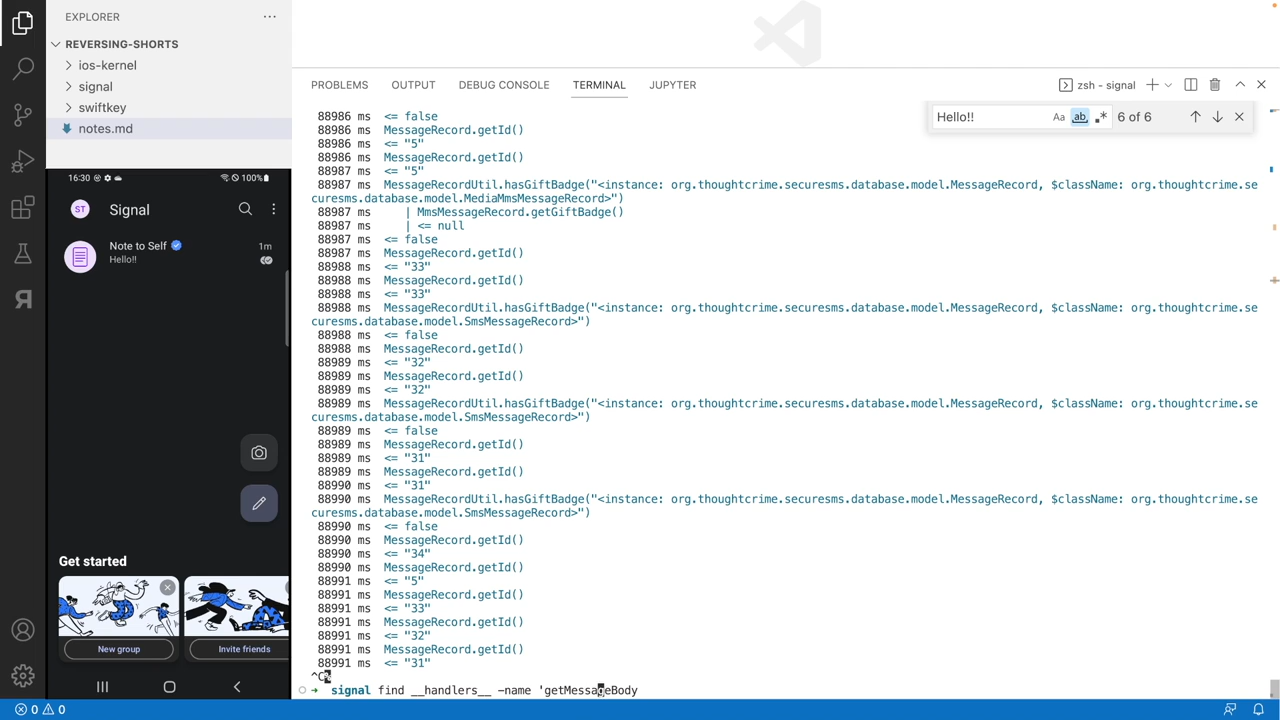 EXPLORER
REVERSING-SHORTS
ios-kernel
signal
swiftkey
notes.md
16:30
100%
ST
Signal
Note to Self
1m
Hello!!
Get started
New group
Invite friends
PROBLEMS OUTPUT DEBUG CONSOLE TERMINAL JUPYTER
zsh - signal
Hello!! Aa ab 6 of 6
88986 ms <= false
88986 ms MessageRecord.getId()
88986 ms <= "5"
88986 ms MessageRecord.getId()
88987 ms <= "5"
88987 ms MessageRecordUtil.hasGiftBadge("<instance: org.thoughtcrime.securesms.database.model.MessageRecord, $className: org.thoughtcrime.se
curesms.database.model.MediaMmsMessageRecord>")
88987 ms | MmsMessageRecord.getGiftBadge()
88987 ms | <= null
88987 ms <= false
88987 ms MessageRecord.getId()
88988 ms <= "33"
88988 ms MessageRecord.getId()
88988 ms <= "33"
88988 ms MessageRecordUtil.hasGiftBadge("<instance: org.thoughtcrime.securesms.database.model.MessageRecord, $className: org.thoughtcrime.se
curesms.database.model.SmsMessageRecord>")
88988 ms <= false
88988 ms MessageRecord.getId()
88989 ms <= "32"
88989 ms MessageRecord.getId()
88989 ms <= "32"
88989 ms MessageRecordUtil.hasGiftBadge("<instance: org.thoughtcrime.securesms.database.model.MessageRecord, $className: org.thoughtcrime.se
curesms.database.model.SmsMessageRecord>")
88989 ms <= false
88989 ms MessageRecord.getId()
88989 ms <= "31"
88989 ms MessageRecord.getId()
88990 ms <= "31"
88990 ms MessageRecordUtil.hasGiftBadge("<instance: org.thoughtcrime.securesms.database.model.MessageRecord, $className: org.thoughtcrime.se
curesms.database.model.SmsMessageRecord>")
88990 ms <= false
88990 ms MessageRecord.getId()
88990 ms <= "34"
88990 ms MessageRecord.getId()
88991 ms <= "5"
88991 ms MessageRecord.getId()
88991 ms <= "33"
88991 ms MessageRecord.getId()
88991 ms <= "32"
88991 ms MessageRecord.getId()
88991 ms <= "31"
^C%
signal find __handlers__ -name 'getMessageBody
0 0